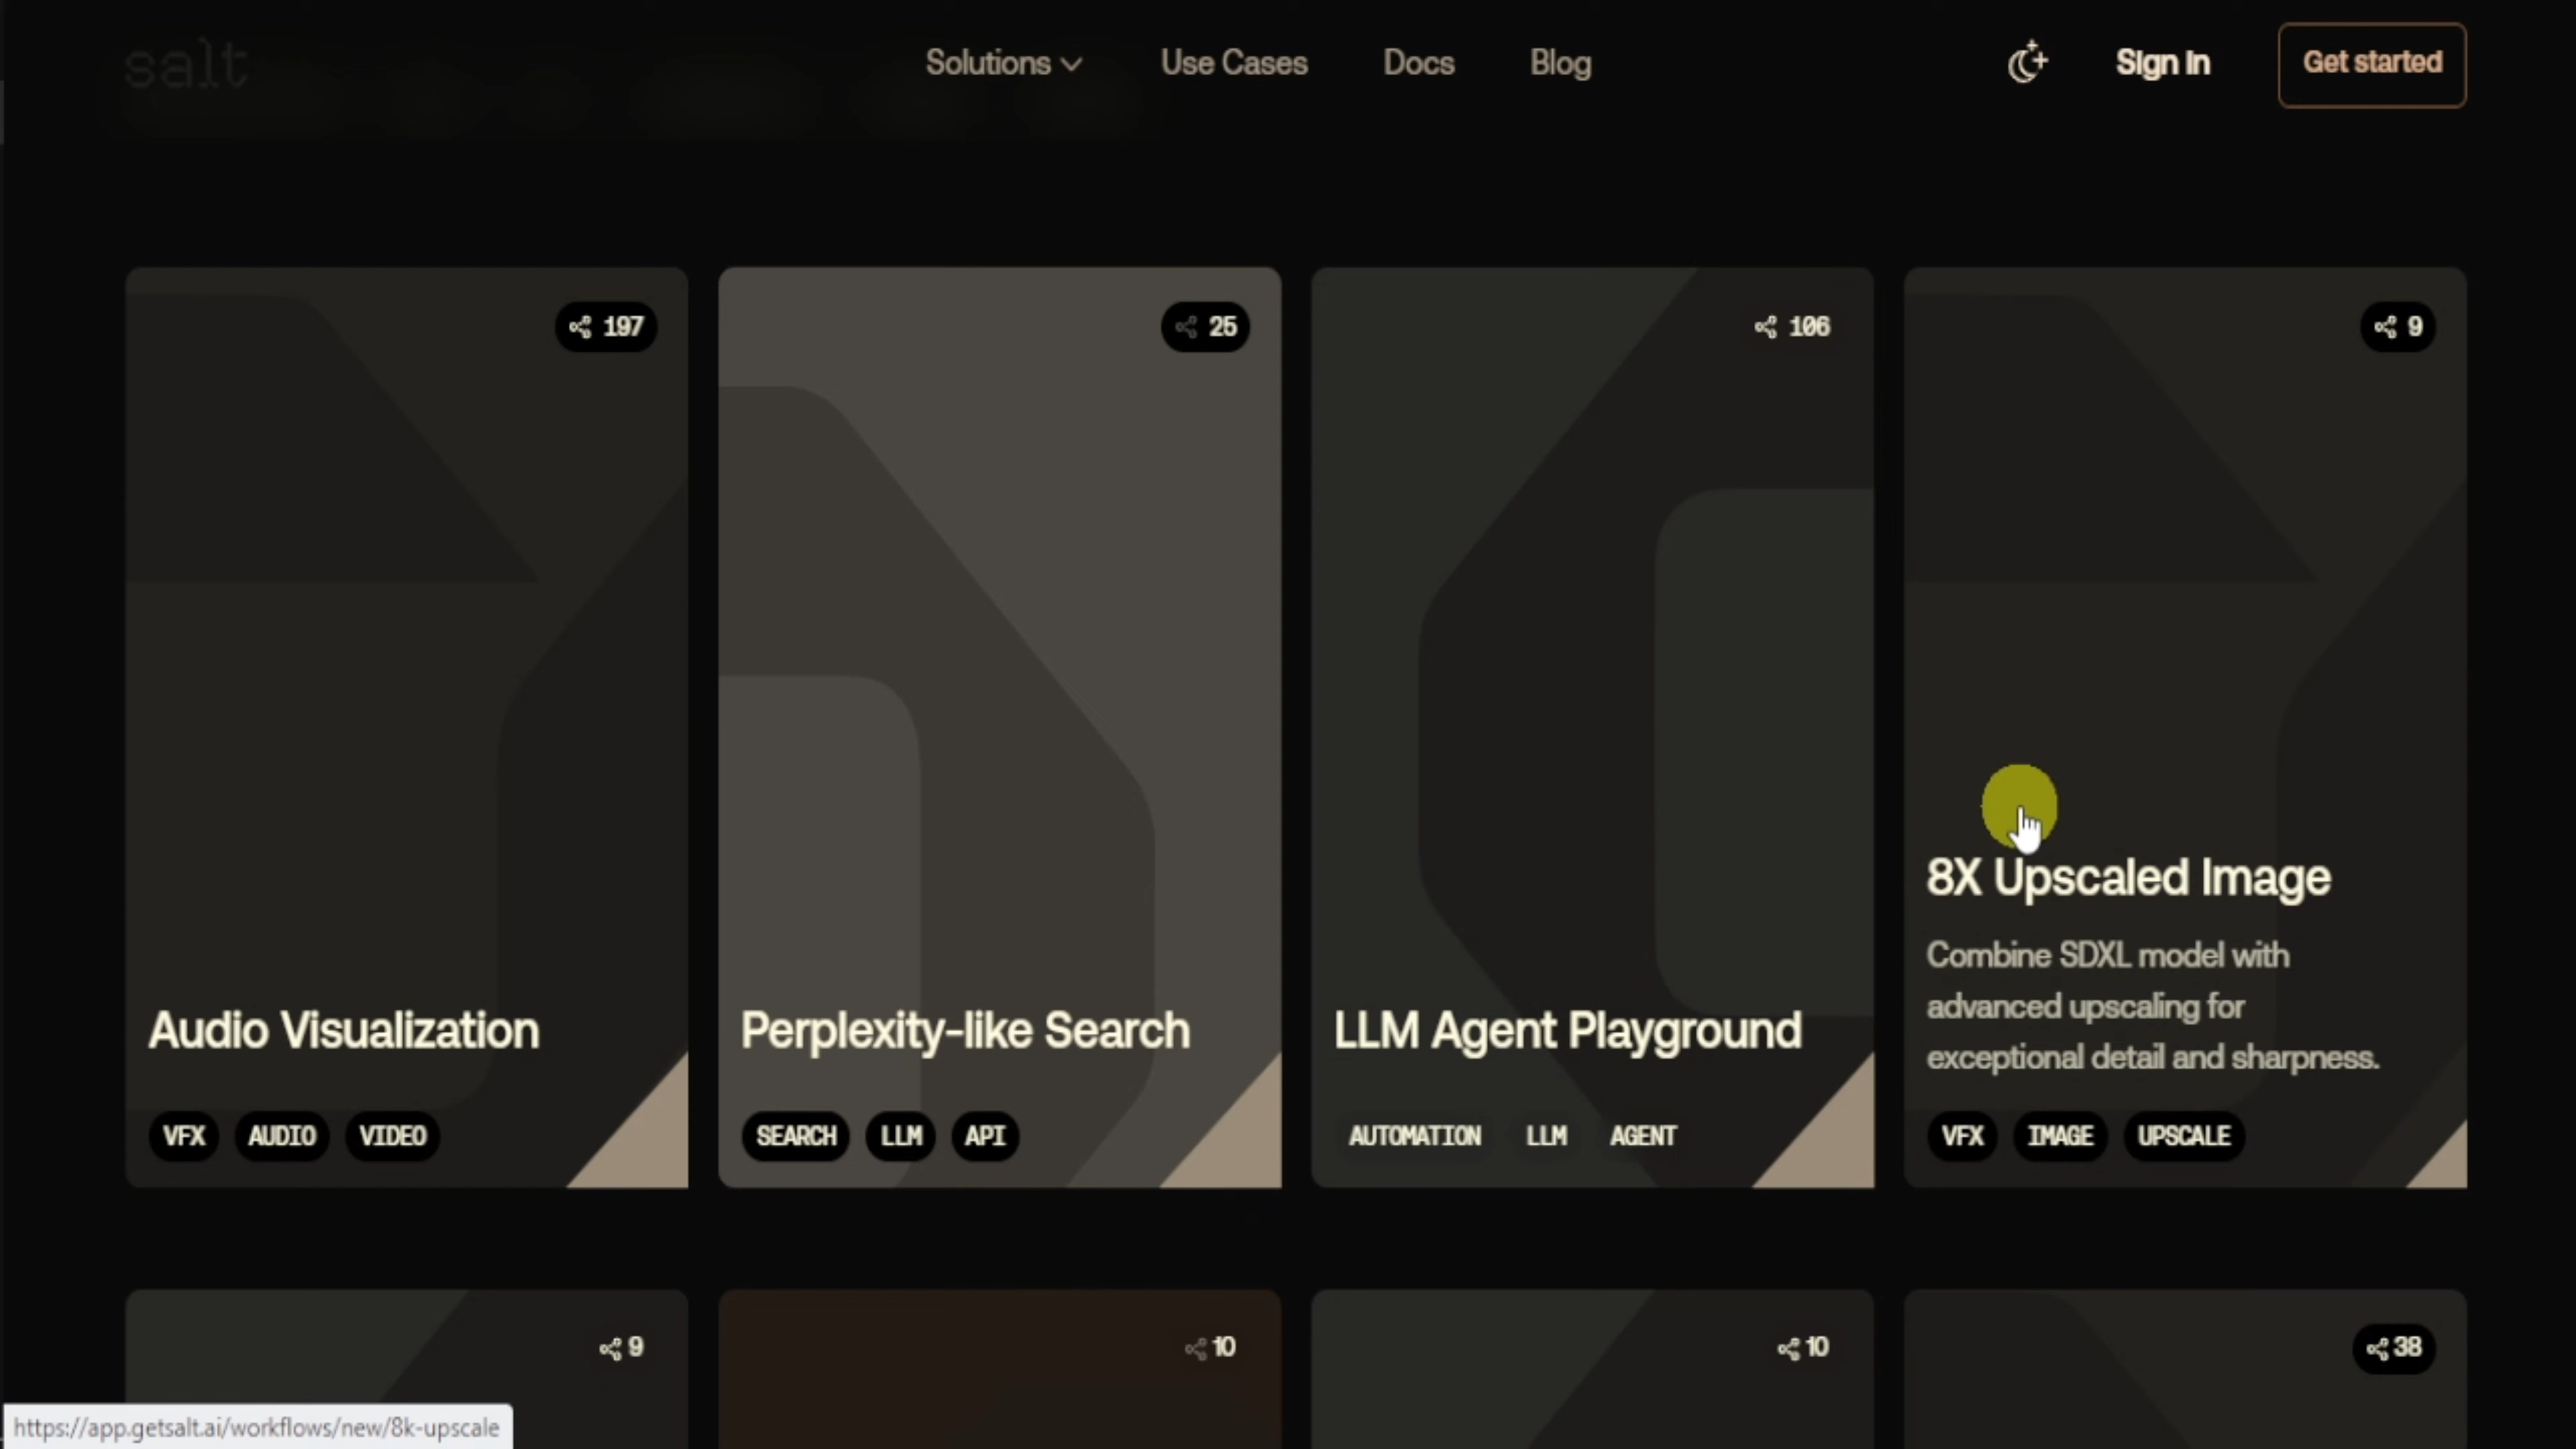 salt
Solutions
Use Cases
Docs
Blog
Sign In
Get started
197
25
106
9
Audio Visualization
VFX
AUDIO
VIDEO
Perplexity-like Search
SEARCH
LLM
API
LLM Agent Playground
AUTOMATION
LLM
AGENT
8X Upscaled Image
Combine SDXL model with
advanced upscaling for
exceptional detail and sharpness.
VFX
IMAGE
UPSCALE
9
10
10
38
https://app.getsalt.ai/workflows/new/8k-upscale